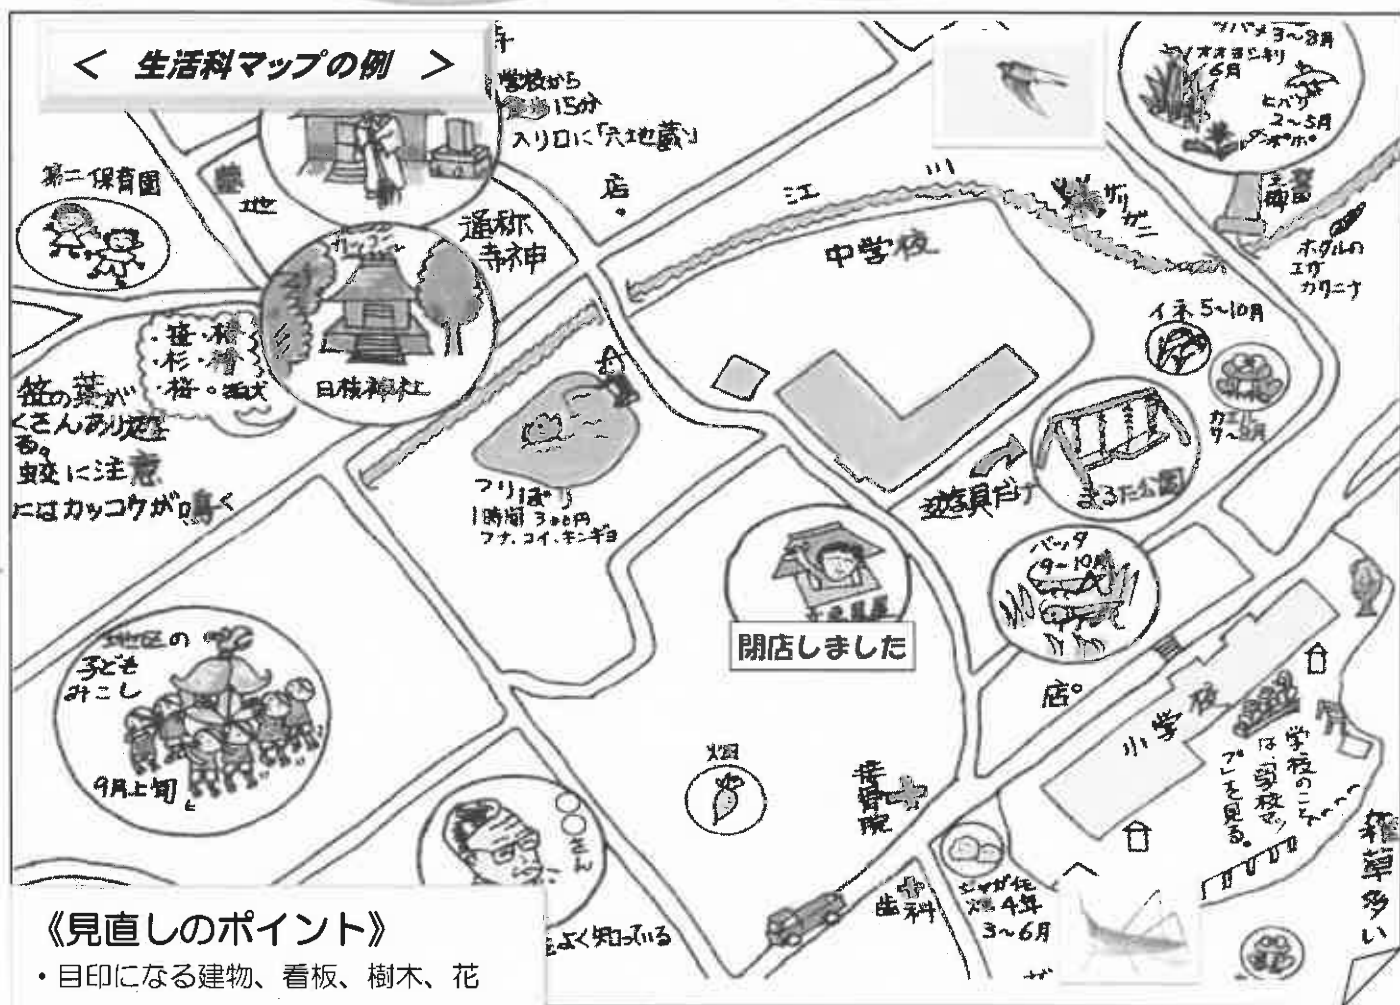 ＜ 生活科マップの例 ＞
学校から
15分
入り口に「六地蔵」
第二保育園
墓
地
通称
寺神
日枝神社
店
江川
ザリガニ
中学校
ツバメ3〜8月
オオヨシキリ
6月
ヒバリ
2〜5月
タンポポ
ホタルの
エサ
カワニナ
イネ 5〜10月
カエル
・笹・椿
・杉・檜
・桜
笹の葉が
くさんあり
る。
蚊に注意
にはカッコウが鳴く
つりぼり
1時間 300円
フナ、コイ、キンギョ
遊具だけ
まるた公園
バッタ
9〜10月
閉店しました
地区の
子ども
みこし
9月上旬
店
小学校
学校のこと
は「学校マッ
プ」を見る。
畑
接骨院
歯科
ジャガイモ
畑 4年
3〜6月
雑草多い
○○さん
よく知っている
《見直しのポイント》
・目印になる建物、看板、樹木、花